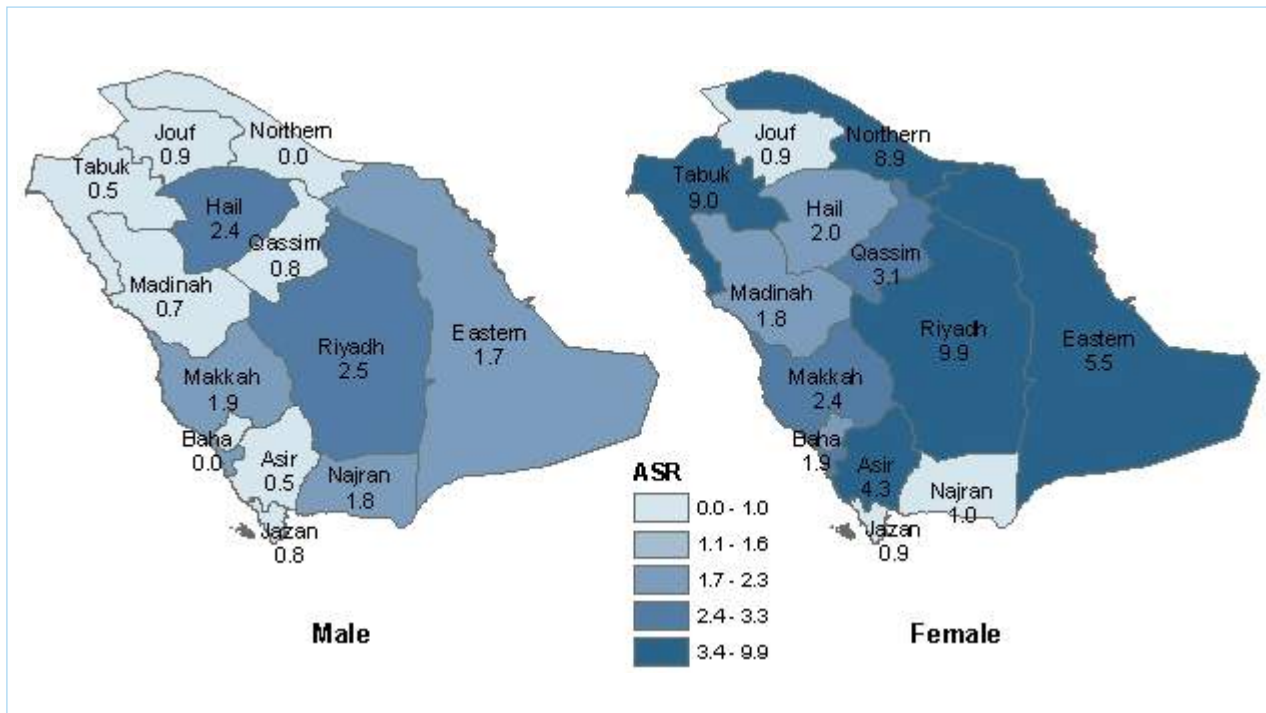 Jouf
0.9
Northern
0.0
Tabuk
0.5
Hail
2.4
Qassim
0.8
Madinah
0.7
Riyadh
2.5
Eastern
1.7
Makkah
1.9
Baha
0.0
Asir
0.5
Najran
1.8
Jazan
0.8
Male
ASR
0.0 - 1.0
1.1 - 1.6
1.7 - 2.3
2.4 - 3.3
3.4 - 9.9
Jouf
0.9
Northern
8.9
Tabuk
9.0
Hail
2.0
Qassim
3.1
Madinah
1.8
Riyadh
9.9
Eastern
5.5
Makkah
2.4
Baha
1.9
Asir
4.3
Najran
1.0
Jazan
0.9
Female